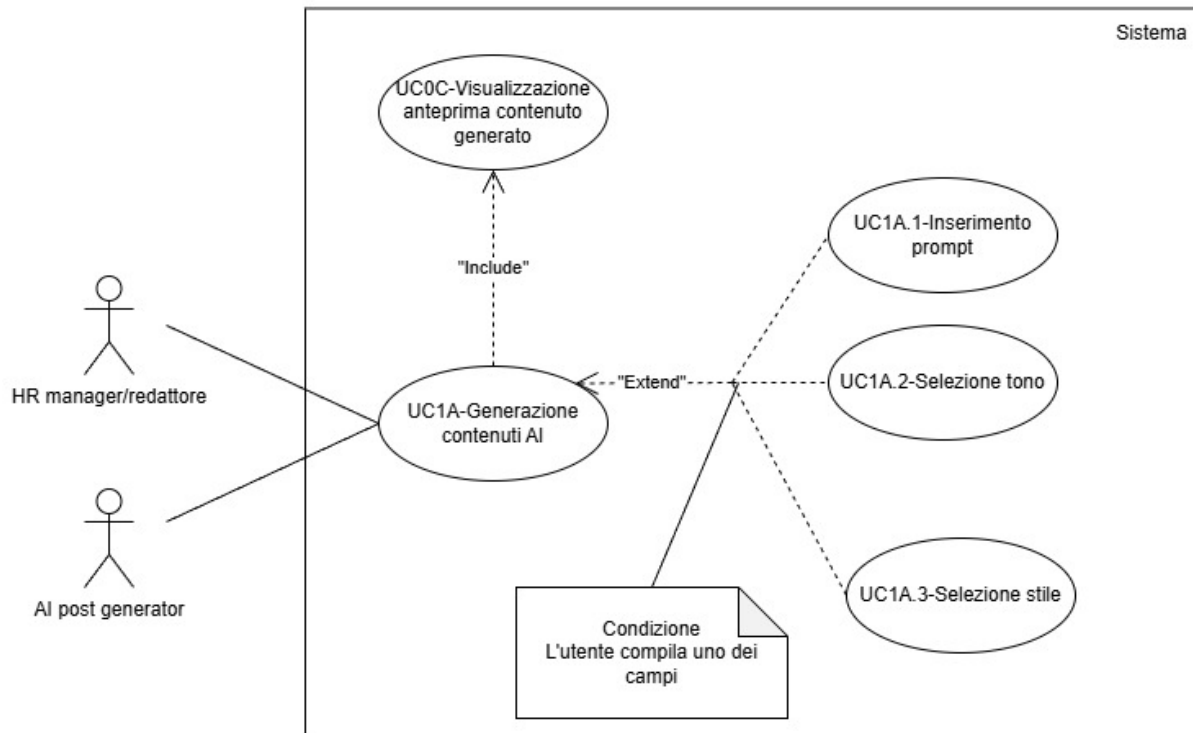 Sistema
UC0C-Visualizzazione
anteprima contenuto
generato
UC1A.1-Inserimento
prompt
"Include"
HR manager/redattore
"Extend"
UC1A.2-Selezione tono
UC1A-Generazione
contenuti AI
AI post generator
UC1A.3-Selezione stile
Condizione
L'utente compila uno dei
campi